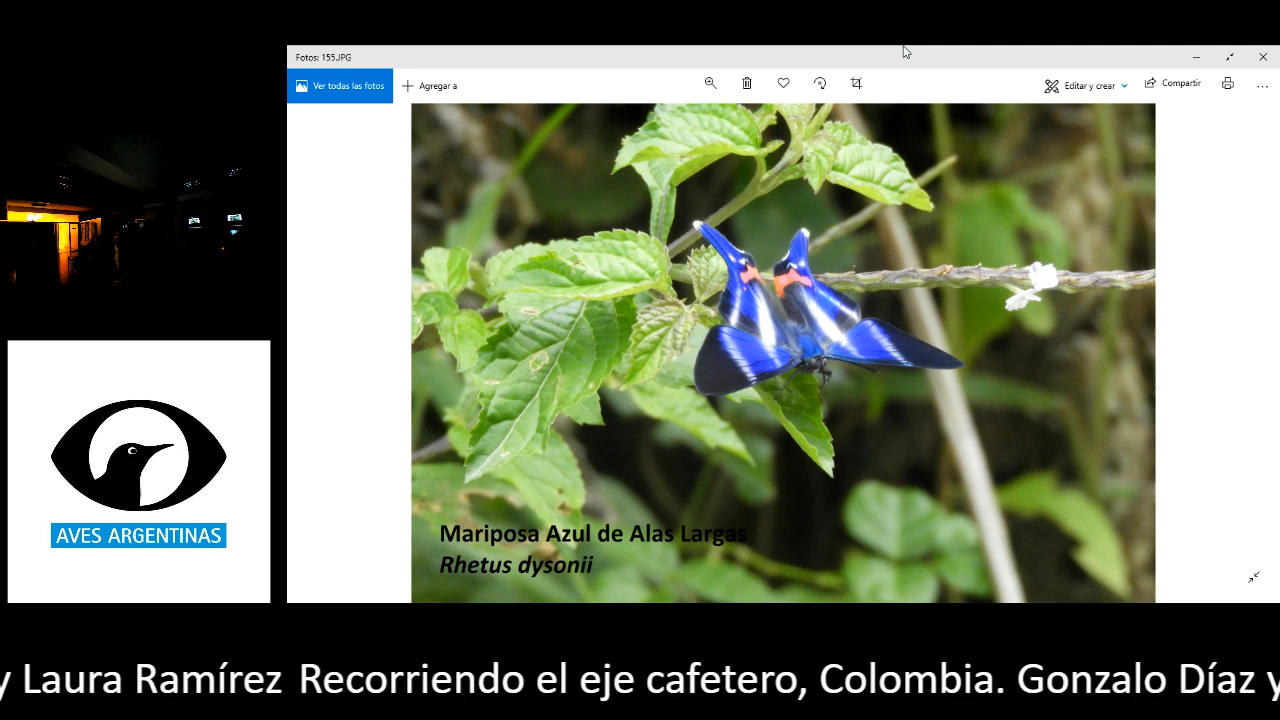 Fotos: 155.JPG
Ver todas las fotos
Agregar a
Editar y crear
Compartir
Mariposa Azul de Alas Largas
Rhetus dysonii
AVES ARGENTINAS
y Laura Ramírez Recorriendo el eje cafetero, Colombia. Gonzalo Díaz y